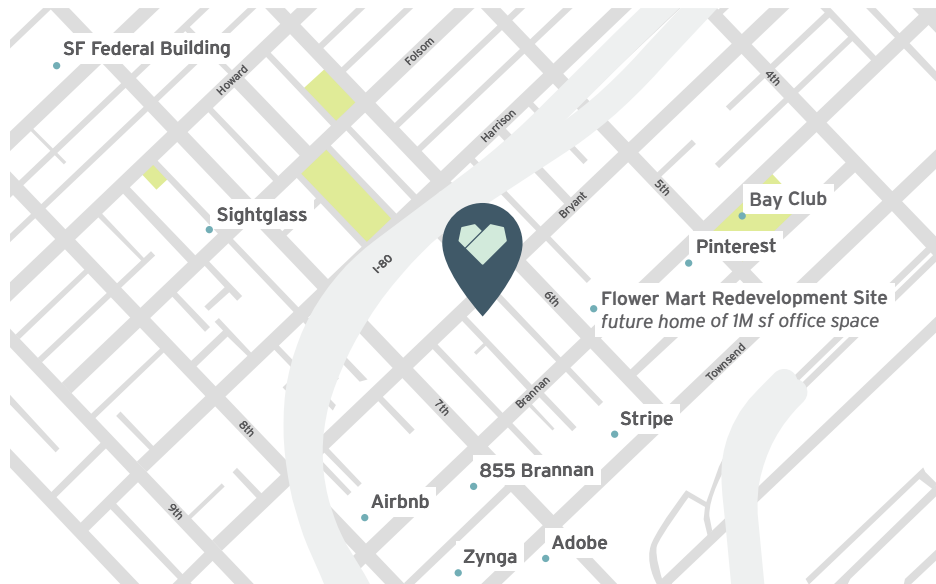 SF Federal Building
Folsom
Howard
4th
Harrison
5th
Bay Club
Bryant
Sightglass
Pinterest
I-80
6th
Flower Mart Redevelopment Site
future home of 1M sf office space
Townsend
Brannan
7th
Stripe
8th
855 Brannan
Airbnb
9th
Adobe
Zynga